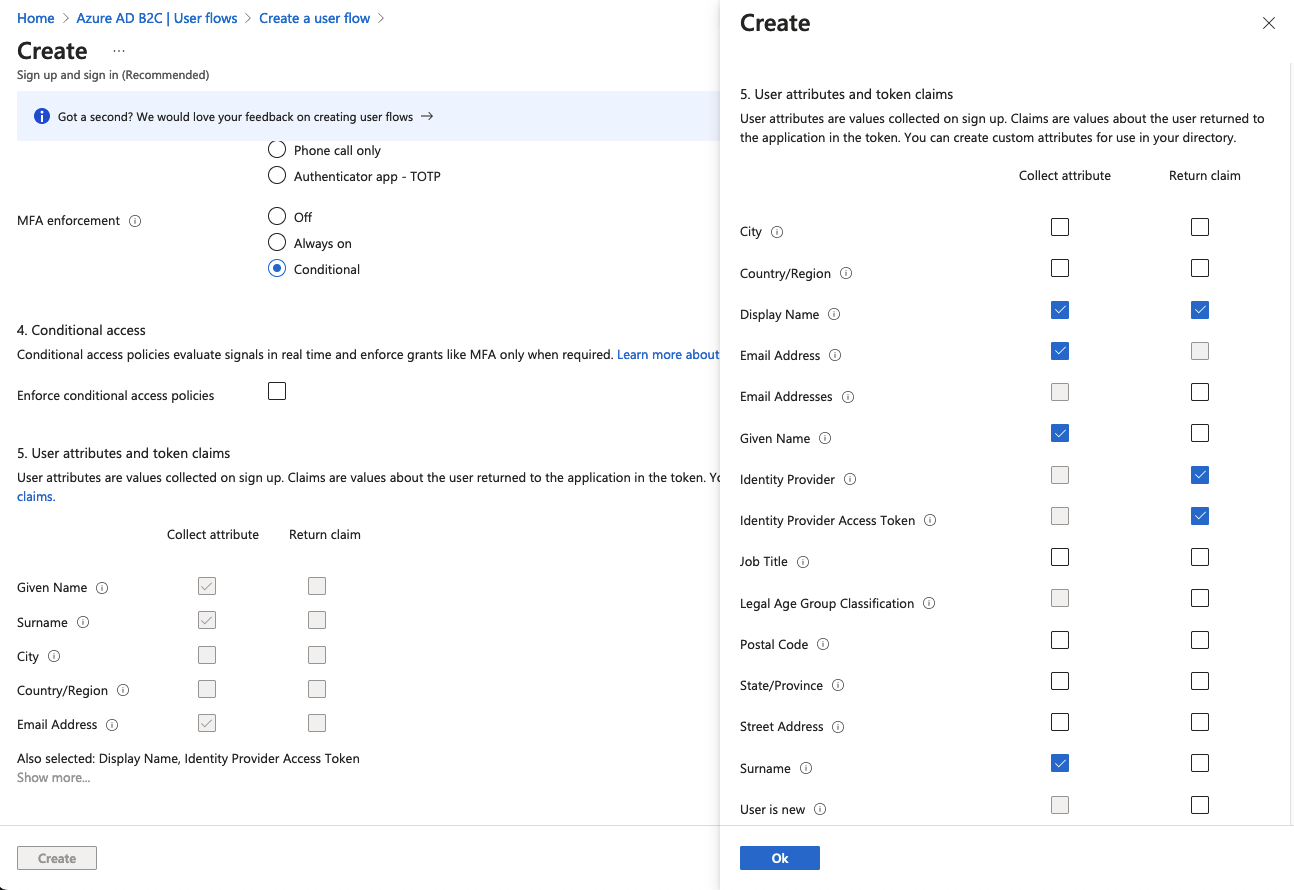 Home > Azure AD B2C | User flows > Create a user flow >
Create ...
Sign up and sign in (Recommended)
Got a second? We would love your feedback on creating user flows →
Phone call only
Authenticator app - TOTP
MFA enforcement
Off
Always on
Conditional
4. Conditional access
Conditional access policies evaluate signals in real time and enforce grants like MFA only when required. Learn more about
Enforce conditional access policies
5. User attributes and token claims
User attributes are values collected on sign up. Claims are values about the user returned to the application in the token. Yo
claims.
Collect attribute Return claim
Given Name
Surname
City
Country/Region
Email Address
Also selected: Display Name, Identity Provider Access Token
Show more...
Create
Create
5. User attributes and token claims
User attributes are values collected on sign up. Claims are values about the user returned to
the application in the token. You can create custom attributes for use in your directory.
Collect attribute Return claim
City
Country/Region
Display Name
Email Address
Email Addresses
Given Name
Identity Provider
Identity Provider Access Token
Job Title
Legal Age Group Classification
Postal Code
State/Province
Street Address
Surname
User is new
Ok